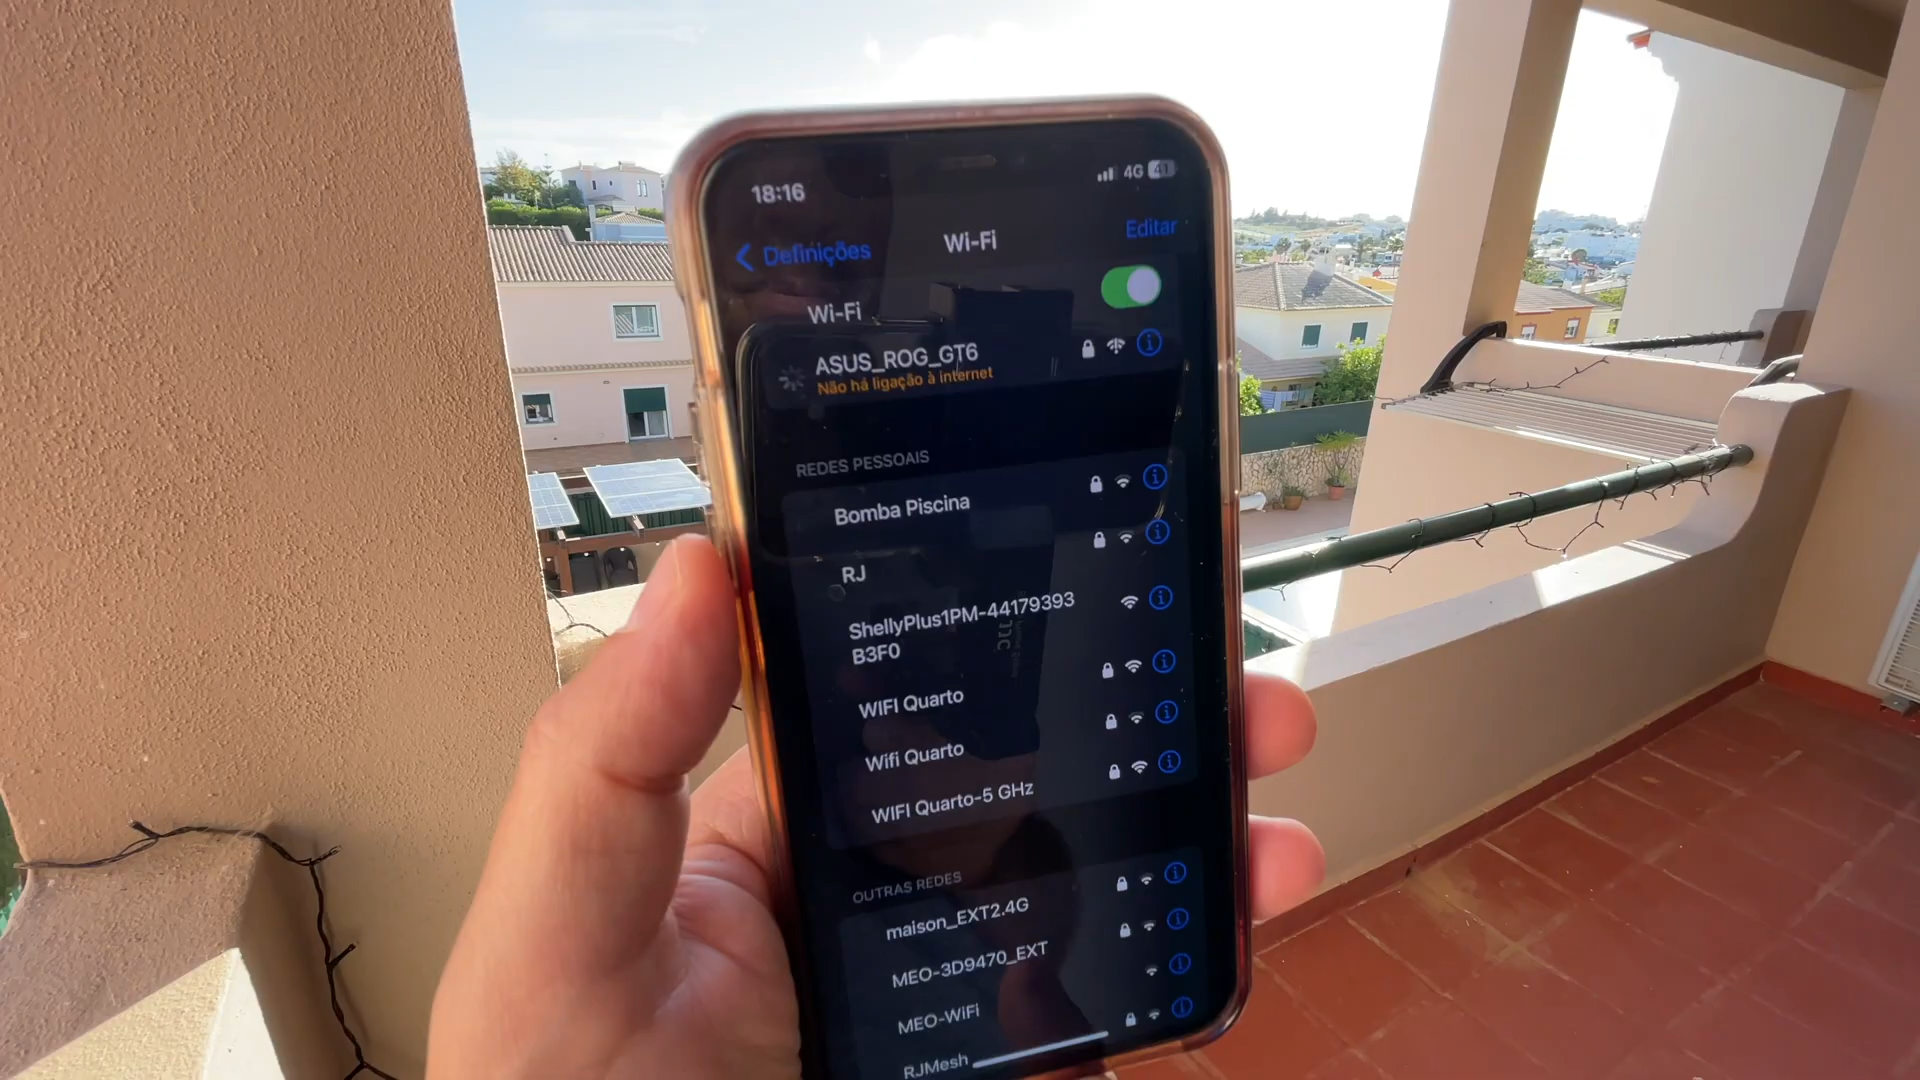 18:16
4G 41
Definições
Wi-Fi
Editar
Wi-Fi
ASUS_ROG_GT6
Não há ligação à internet
REDES PESSOAIS
Bomba Piscina
RJ
ShellyPlus1PM-44179393
B3F0
WIFI Quarto
Wifi Quarto
WIFI Quarto-5 GHz
OUTRAS REDES
maison_EXT2.4G
MEO-3D9470_EXT
MEO-WiFi
RJMesh